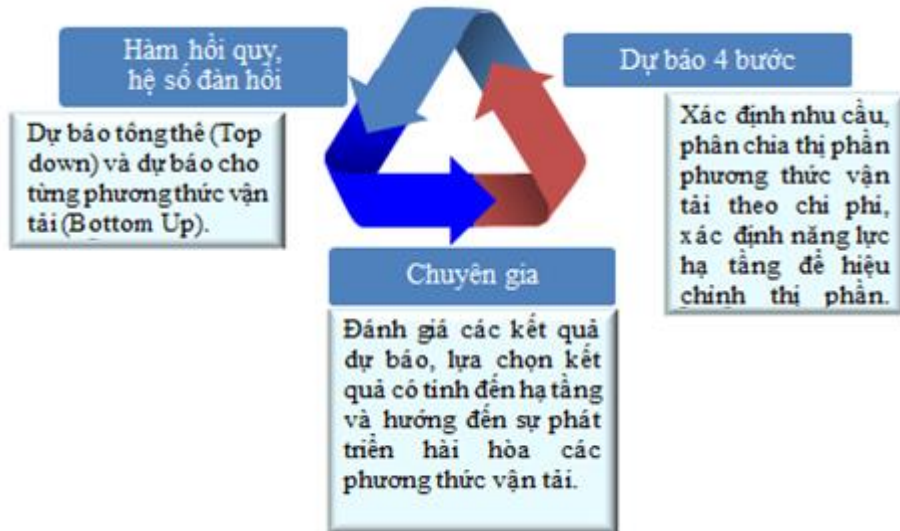 Hàm hồi quy,
hệ số đàn hồi
Dự báo tổng thể (Top
down) và dự báo cho
từng phương thức vận
tải (Bottom Up).
Dự báo 4 bước
Xác định nhu cầu,
phân chia thị phần
phương thức vận
tải theo chi phí,
xác định năng lực
hạ tầng để hiệu
chỉnh thị phần.
Chuyên gia
Đánh giá các kết quả
dự báo, lựa chọn kết
quả có tính đến hạ tầng
và hướng đến sự phát
triển hài hòa các
phương thức vận tải.